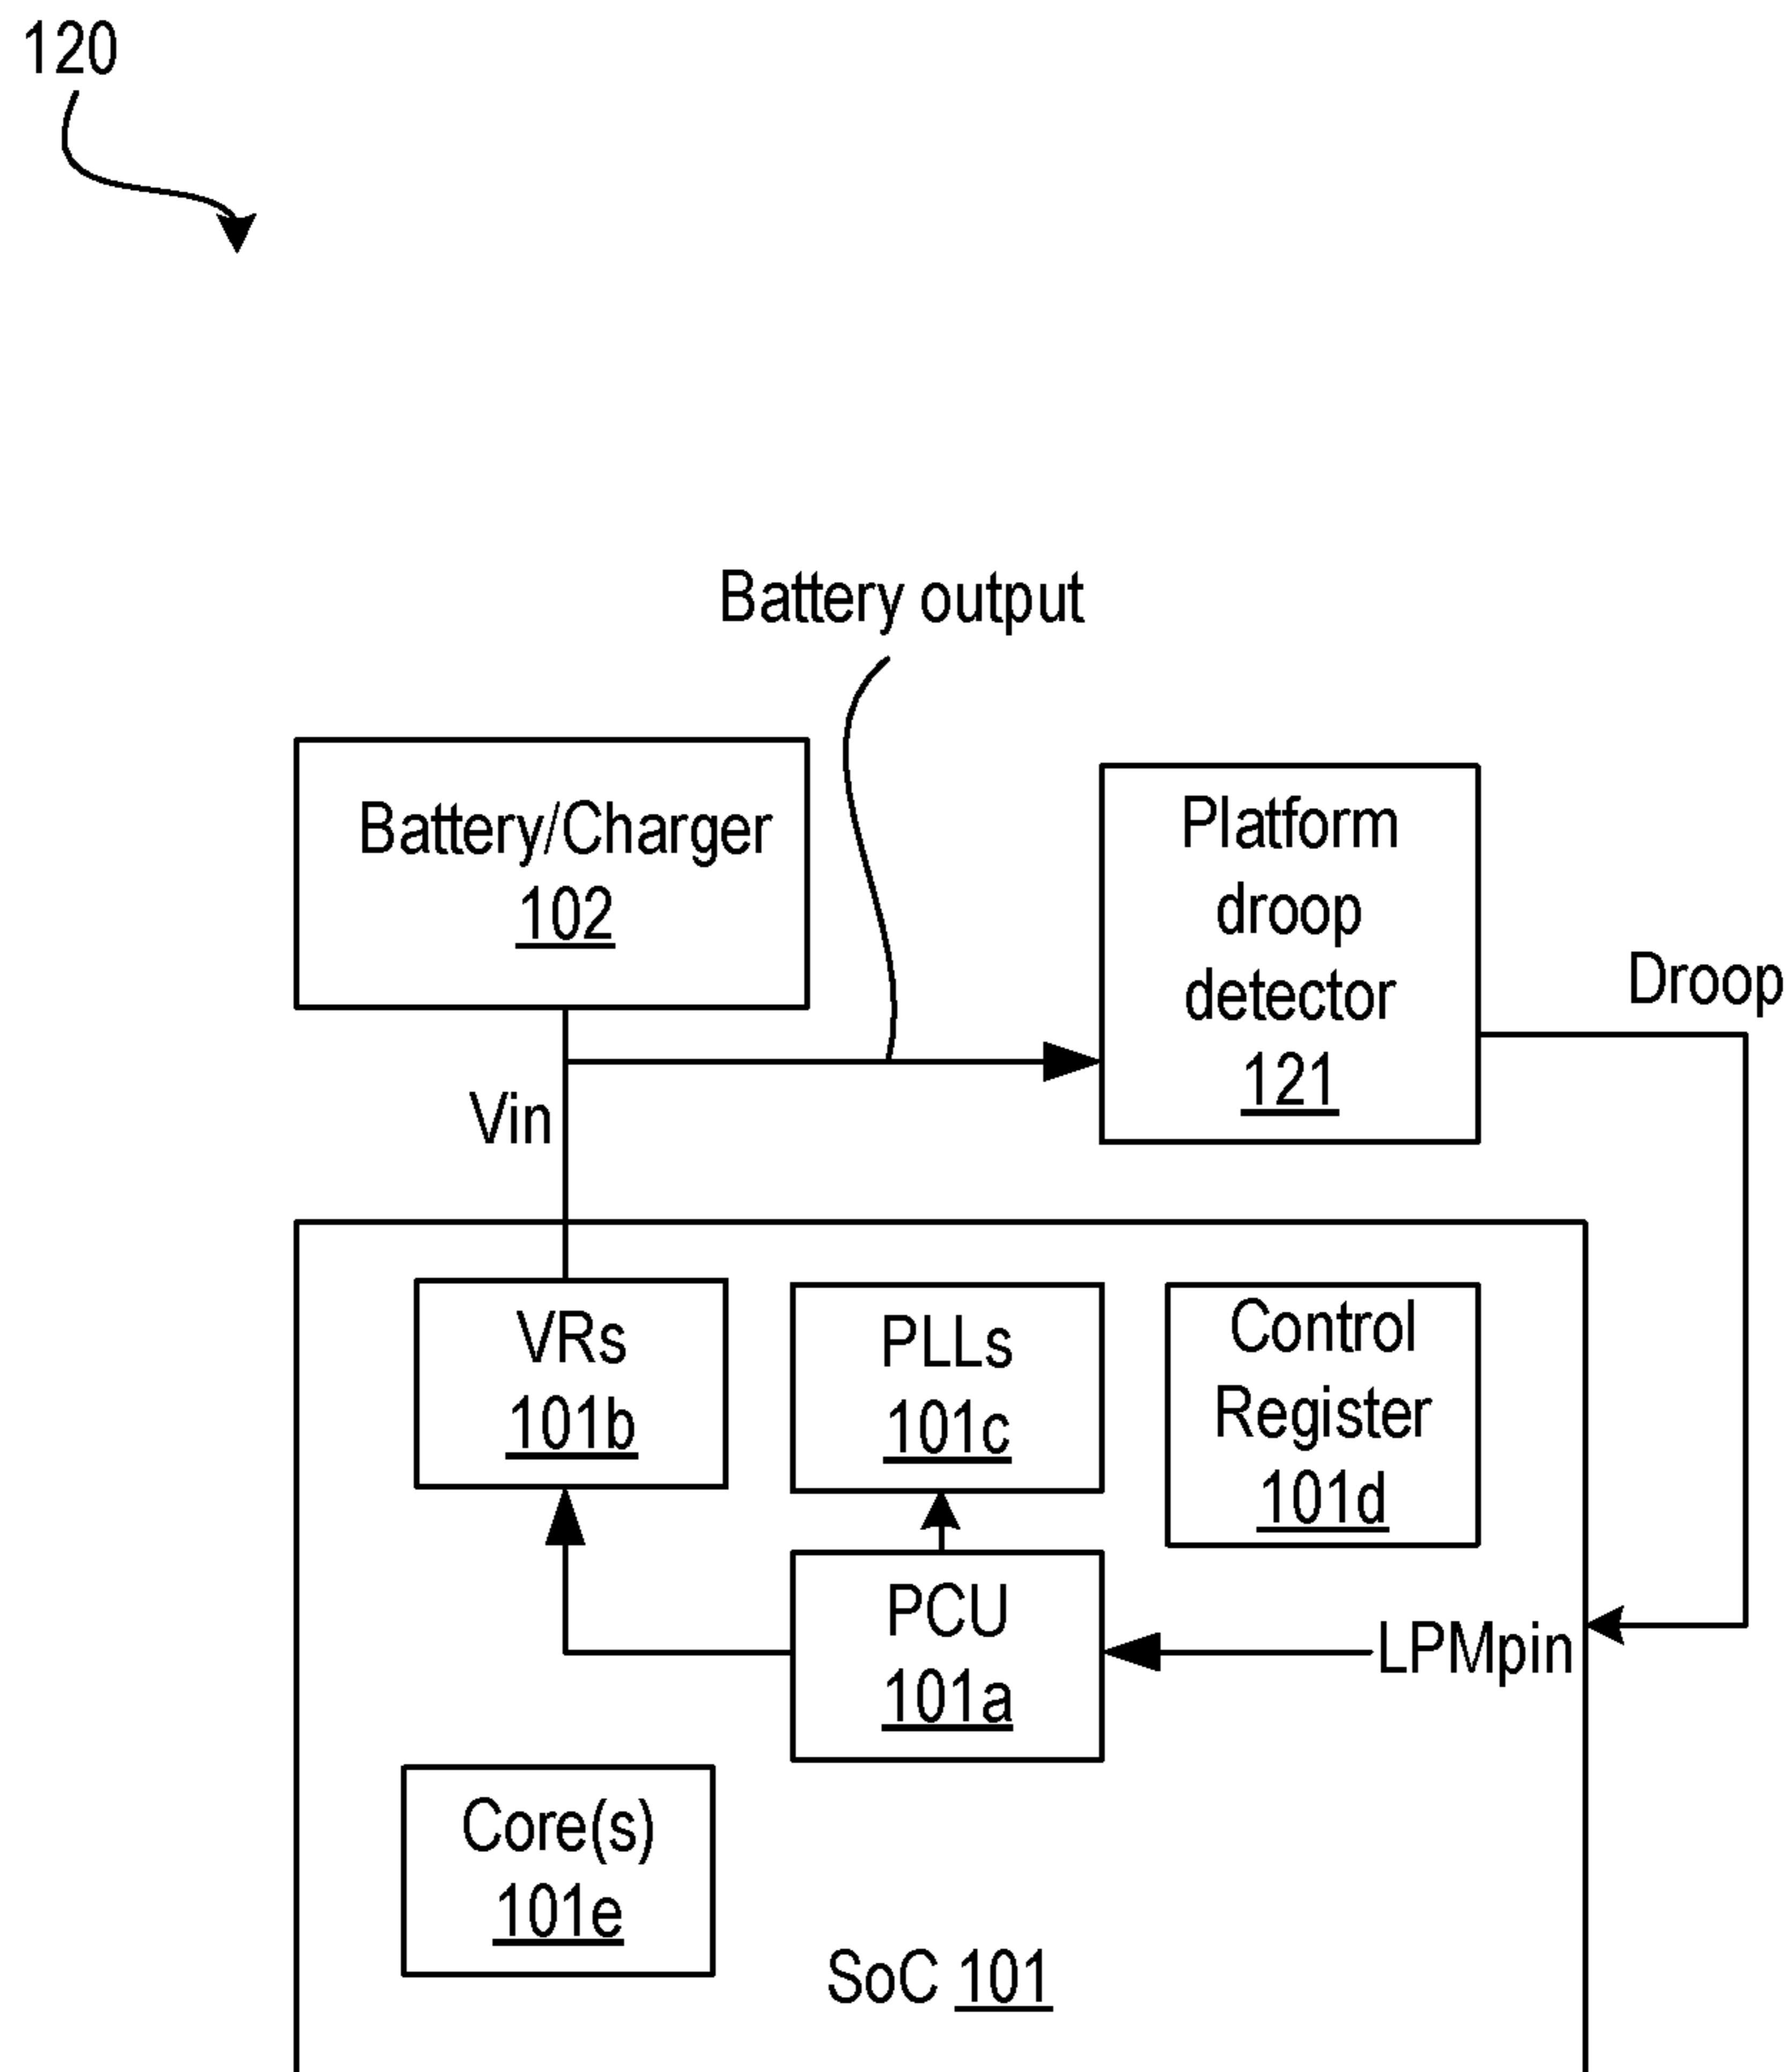 120
Battery output
Battery/Charger
102
Platform
droop
detector
121
Droop
Vin
VRs
101b
PLLs
101c
Control
Register
101d
PCU
101a
LPMpin
Core(s)
101e
SoC 101